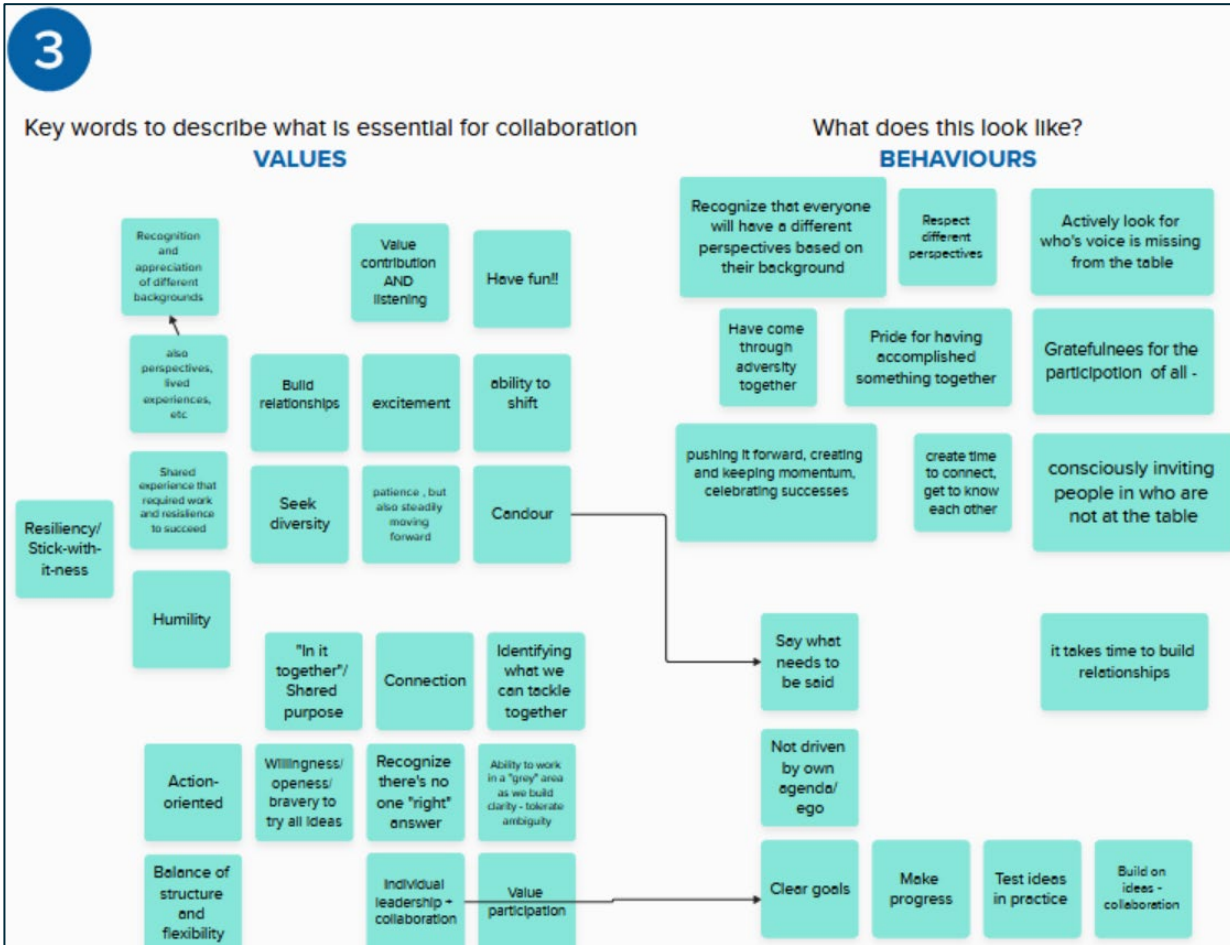 3
Key words to describe what is essential for collaboration
VALUES
Recognition
and
appreciation
of different
backgrounds
Value
contribution
AND
listening
Have fun!!
also
perspectives,
lived
experiences,
etc
Build
relationships
excitement
ability to
shift
Shared
experience that
required work
and resislience
to succeed
Seek
diversity
patience , but
also steadily
moving
forward
Candour
Resiliency/
Stick-with-
it-ness
Humility
"In it
together"/
Shared
purpose
Connection
Identifying
what we
can tackle
together
Action-
oriented
Willingness/
openess/
bravery to
try all ideas
Recognize
there's no
one "right"
answer
Ability to work
in a "grey" area
as we build
clarity - tolerate
ambiguity
Balance of
structure
and
flexibility
Individual
leadership +
collaboration
Value
participation
What does this look like?
BEHAVIOURS
Recognize that everyone
will have a different
perspectives based on
their background
Respect
different
perspectives
Actively look for
who's voice is missing
from the table
Have come
through
adversity
together
Pride for having
accomplished
something together
Gratefulnees for the
participotion of all -
pushing it forward, creating
and keeping momentum,
celebrating successes
create time
to connect,
get to know
each other
consciously inviting
people in who are
not at the table
Say what
needs to
be said
it takes time to build
relationships
Not driven
by own
agenda/
ego
Clear goals
Make
progress
Test ideas
in practice
Build on
ideas -
collaboration